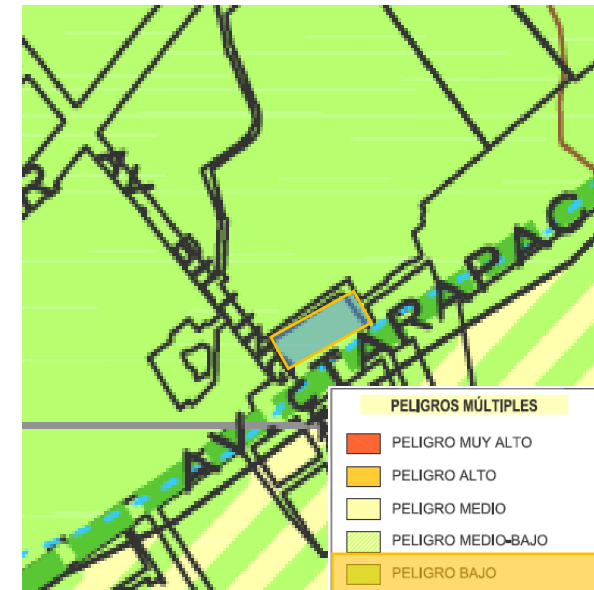 AV. TARAPAC
PELIGROS MÚLTIPLES
PELIGRO MUY ALTO
PELIGRO ALTO
PELIGRO MEDIO
PELIGRO MEDIO-BAJO
PELIGRO BAJO